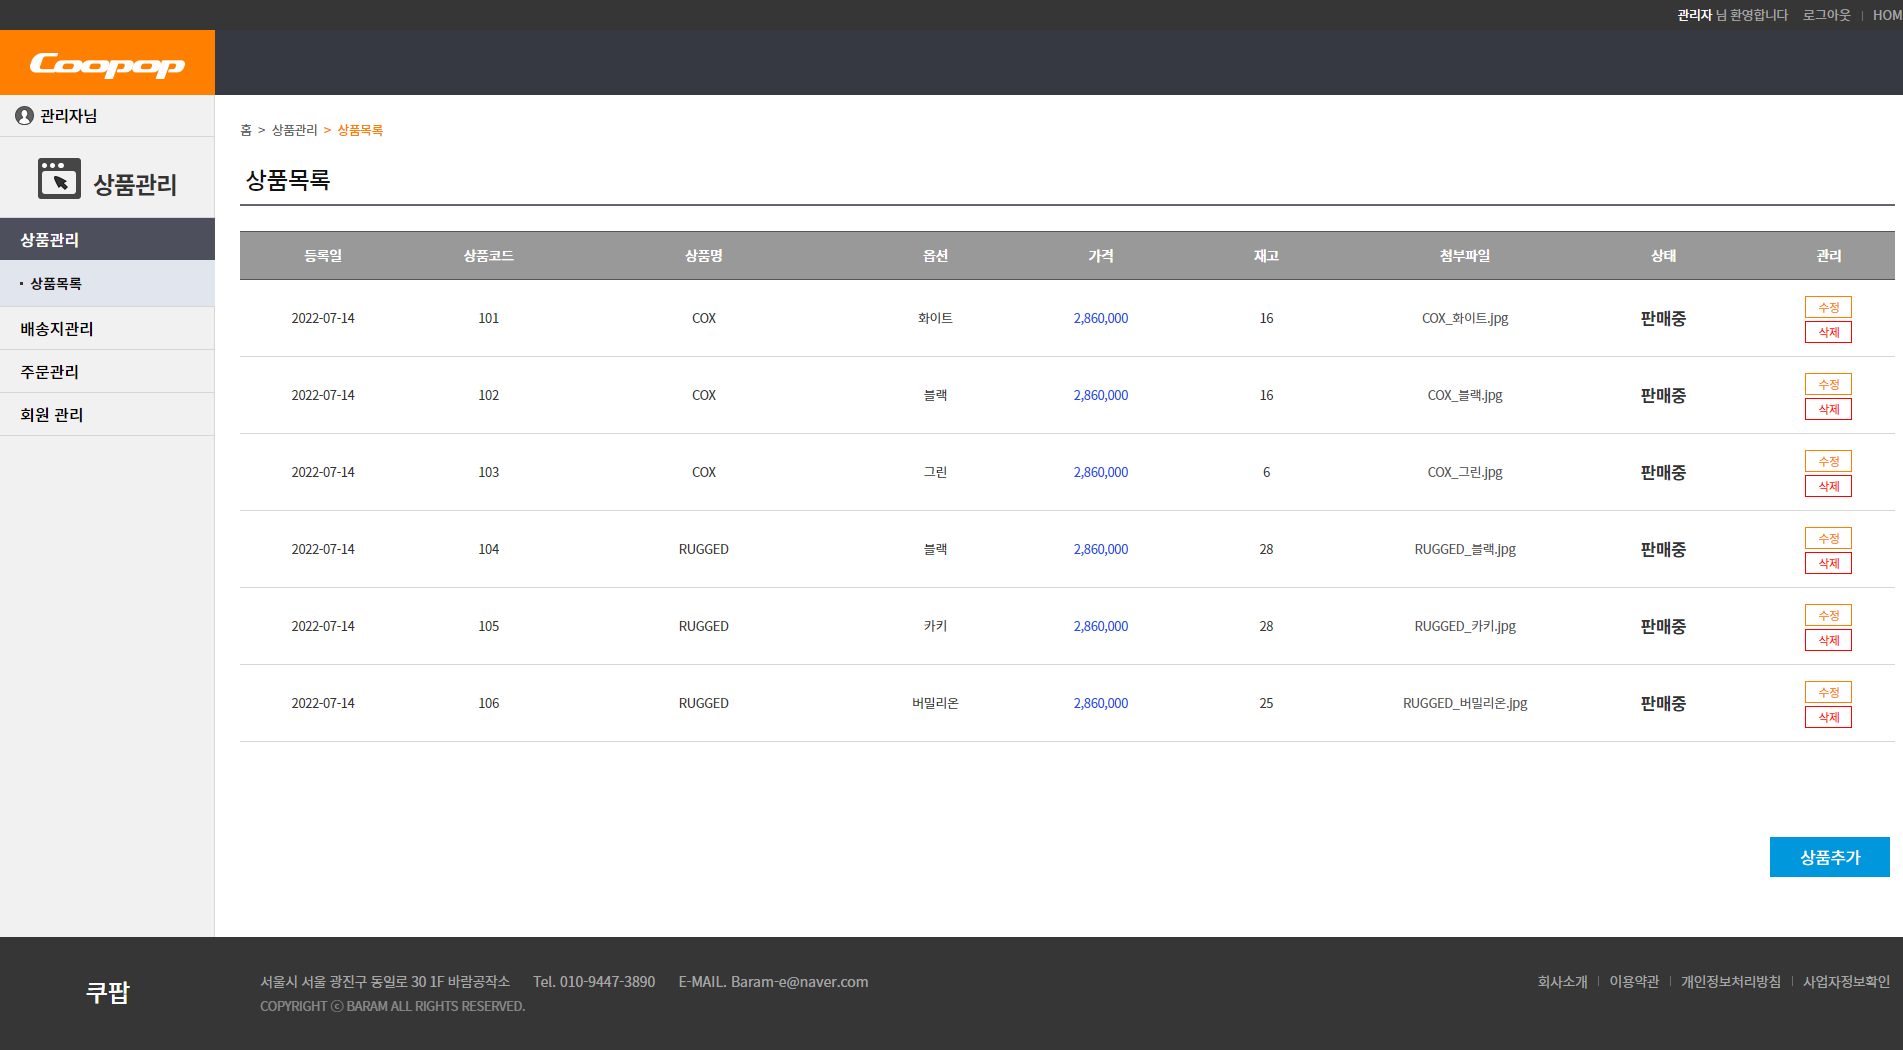 관리자 님 환영합니다 로그아웃 HOM
Coopop
관리자님
상품관리
상품관리
· 상품목록
배송지관리
주문관리
회원 관리
홈 > 상품관리 > 상품목록
상품목록
등록일 상품코드 상품명 옵션 가격 재고 첨부파일 상태 관리
2022-07-14 101 COX 화이트 2,860,000 16 COX_화이트.jpg 판매중 수정
삭제
2022-07-14 102 COX 블랙 2,860,000 16 COX_블랙.jpg 판매중 수정
삭제
2022-07-14 103 COX 그린 2,860,000 6 COX_그린.jpg 판매중 수정
삭제
2022-07-14 104 RUGGED 블랙 2,860,000 28 RUGGED_블랙.jpg 판매중 수정
삭제
2022-07-14 105 RUGGED 카키 2,860,000 28 RUGGED_카키.jpg 판매중 수정
삭제
2022-07-14 106 RUGGED 버밀리온 2,860,000 25 RUGGED_버밀리온.jpg 판매중 수정
삭제
상품추가
쿠팝
서울시 서울 광진구 동일로 30 1F 바람공작소 Tel. 010-9447-3890 E-MAIL. Baram-e@naver.com
COPYRIGHT ⓒ BARAM ALL RIGHTS RESERVED.
회사소개 이용약관 개인정보처리방침 사업자정보확인